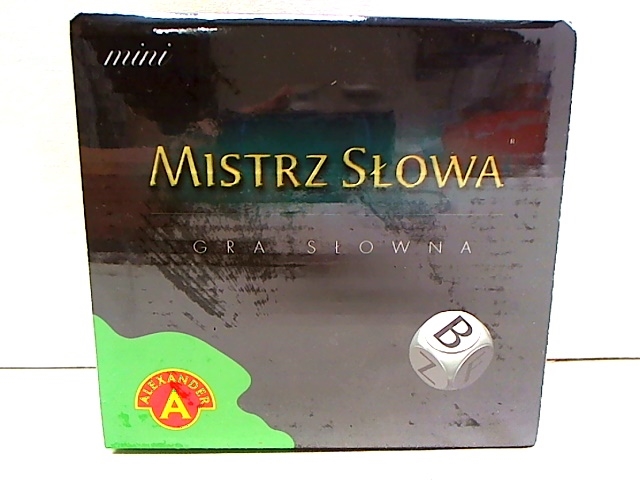 mini
MISTRZ SŁOWA
GRA SŁOWNA
B
Z
ALEXANDER
A